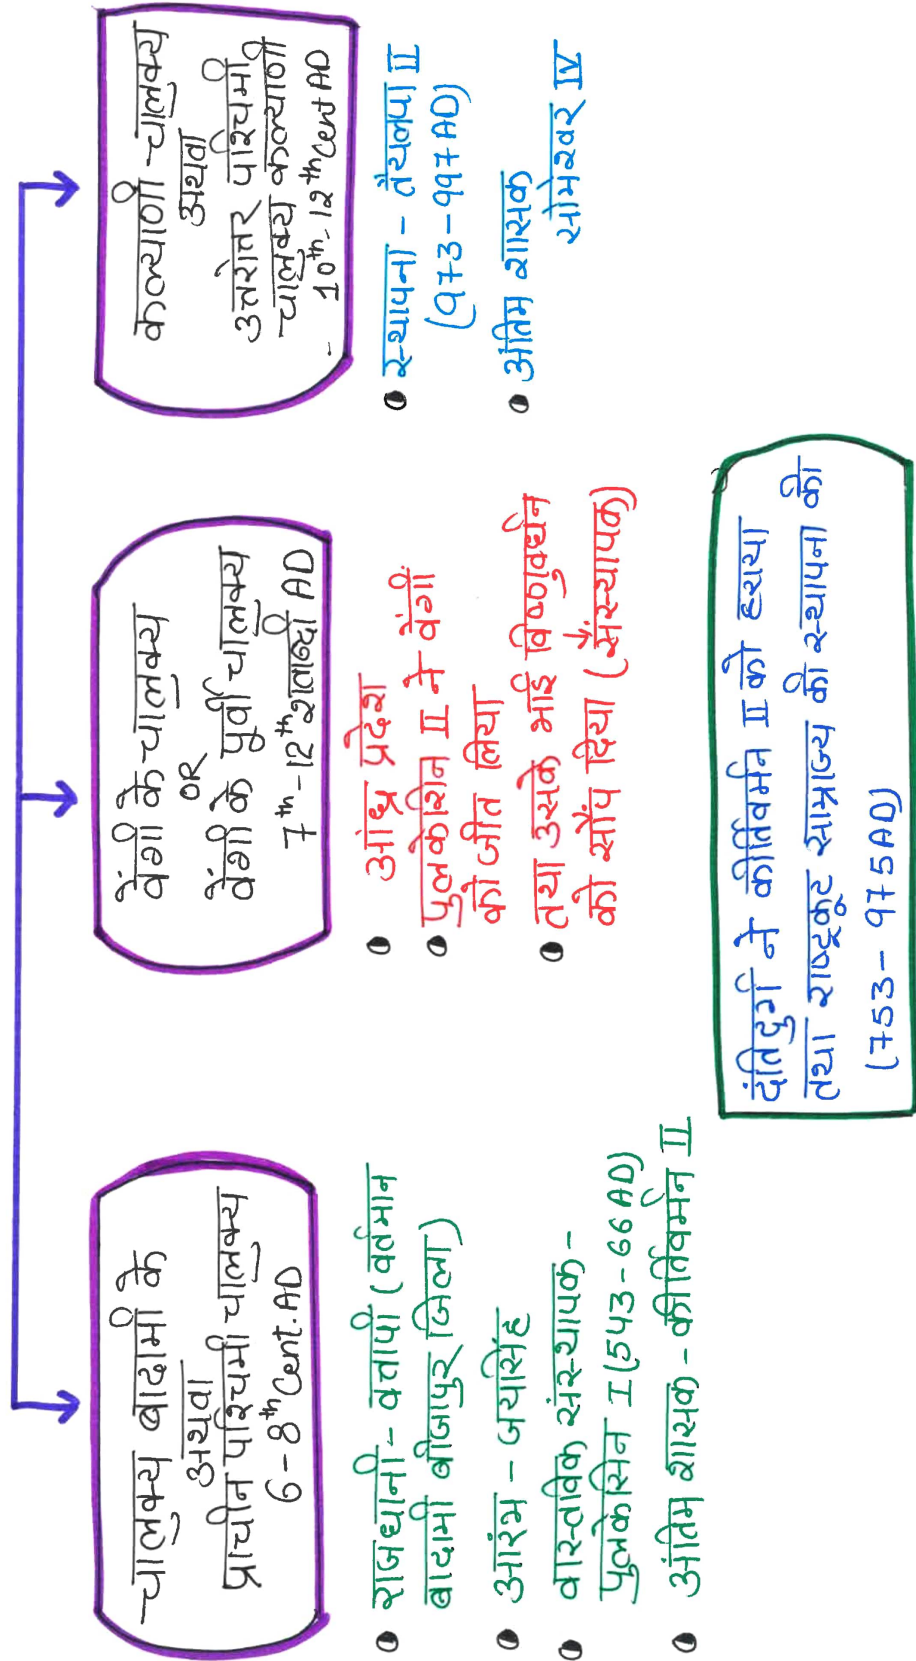 चालुक्य बादामी के
अथवा
प्राचीन पश्चिमी चालुक्य
6-8th Cent. AD
राजधानी - वतापी (वर्तमान
बादामी बीजापुर जिला)
आरंभ - जयसिंह
वास्तविक संस्थापक -
पुलकेसिन I (543-66 AD)
अंतिम शासक - कीर्तिवर्मन II
वेंगी के चालुक्य
OR
वेंगी के पुर्वी चालुक्य
7th-12th शताब्दी AD
आंध्र प्रदेश
पुलकेशिन II ने वेंगी
को जीत लिया
तथा उसके भाई विष्णुवर्धन
को सौंप दिया (संस्थापक)
कल्याणी चालुक्य
अथवा
उत्तरोत्तर पश्चिमी
चालुक्य कल्याणी
- 10th-12th Cent AD
स्थापना - तैयलपा II
(973-997 AD)
अंतिम शासक
सोमेश्वर IV
दंतिदुर्ग ने कीर्तिवर्मन II को हराया
तथा राष्ट्रकूट साम्राज्य की स्थापना की
(753-975 AD)